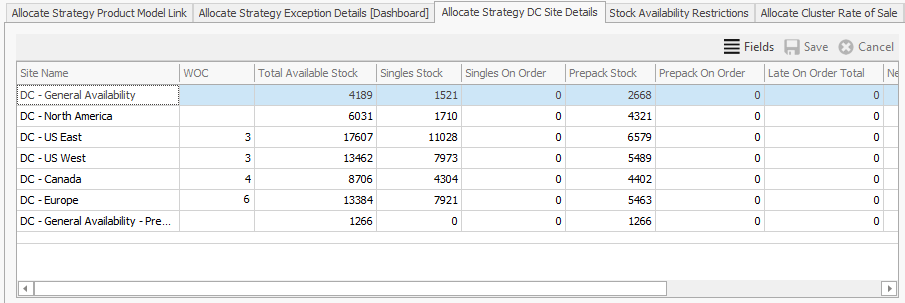 Allocate Strategy Product Model Link Allocate Strategy Exception Details [Dashboard] Allocate Strategy DC Site Details Stock Availability Restrictions Allocate Cluster Rate of Sale
Fields Save Cancel
Site Name WOC Total Available Stock Singles Stock Singles On Order Prepack Stock Prepack On Order Late On Order Total Ne
DC - General Availability 4189 1521 0 2668 0 0
DC - North America 6031 1710 0 4321 0 0
DC - US East 3 17607 11028 0 6579 0 0
DC - US West 3 13462 7973 0 5489 0 0
DC - Canada 4 8706 4304 0 4402 0 0
DC - Europe 6 13384 7921 0 5463 0 0
DC - General Availability - Pre... 1266 0 0 1266 0 0